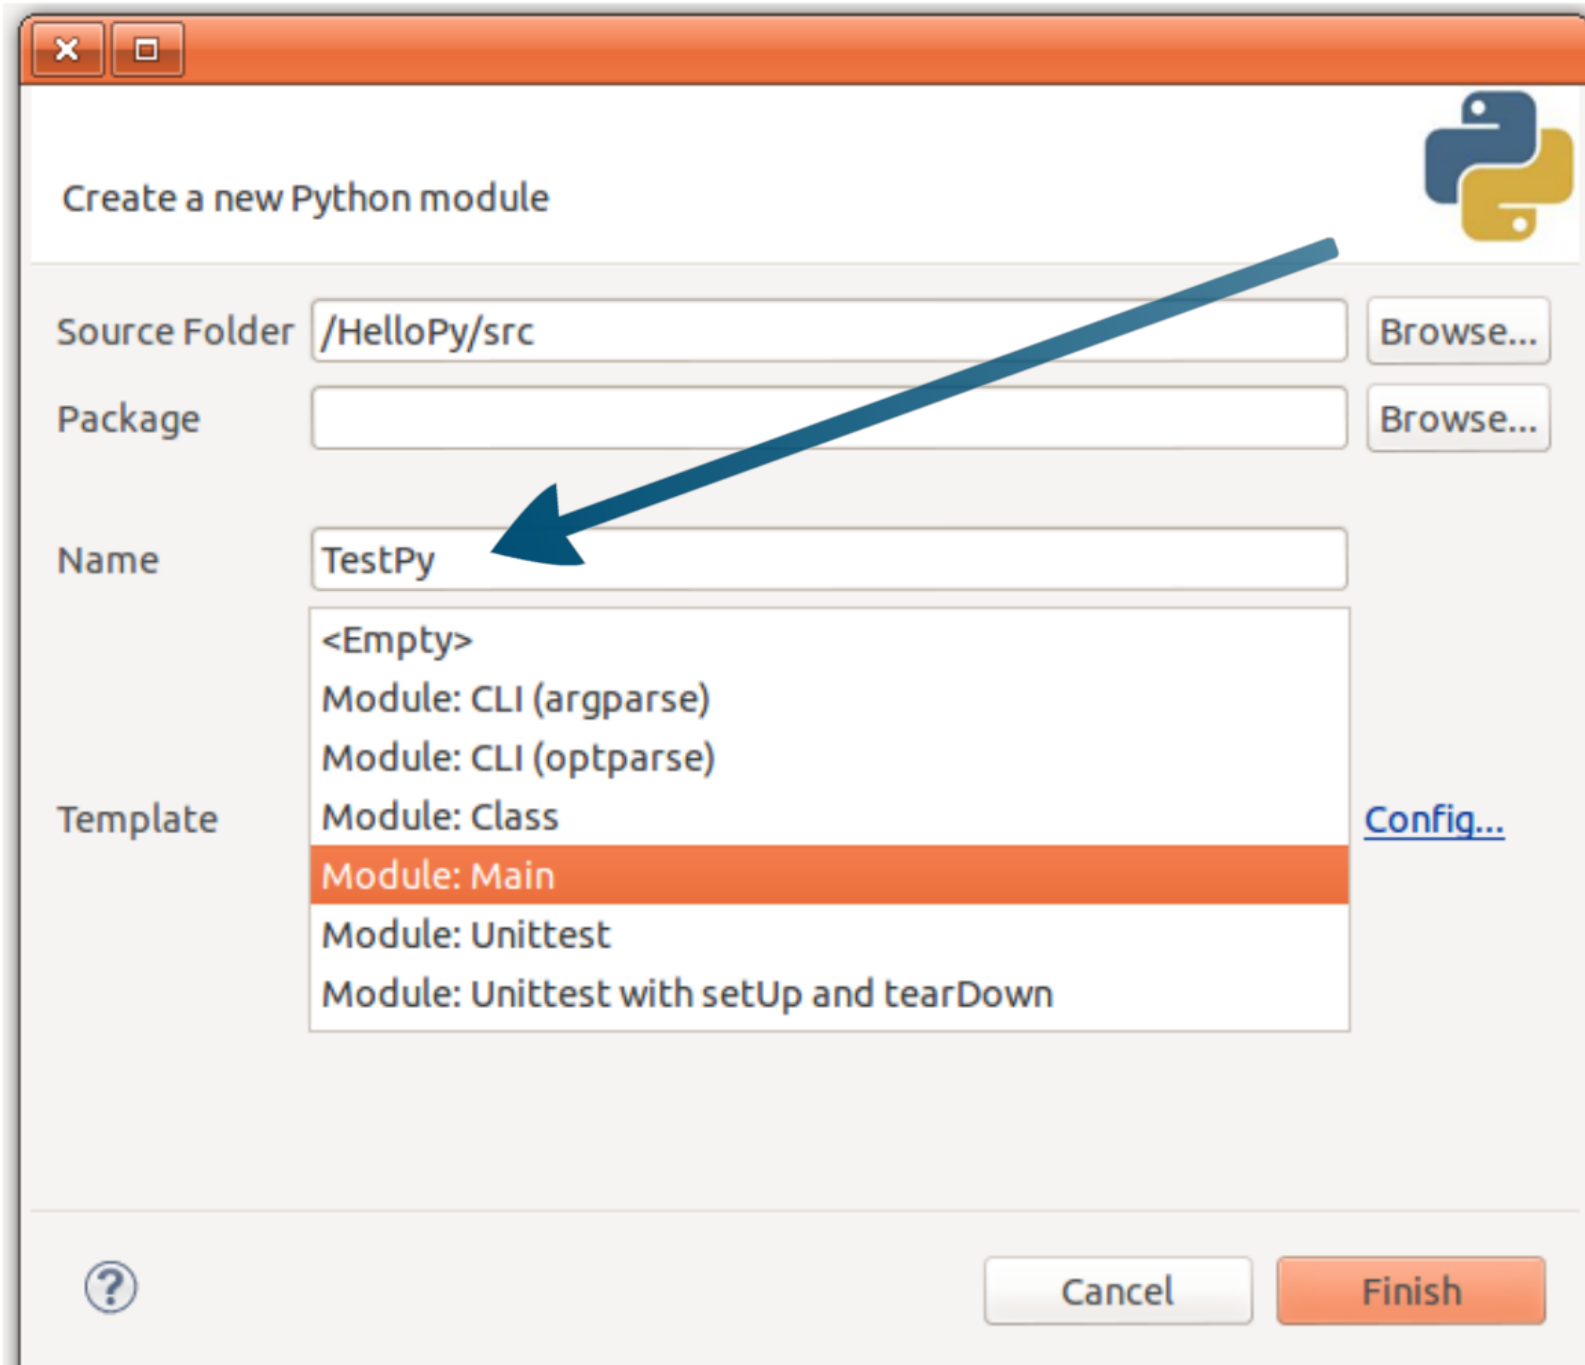 Create a new Python module
Source Folder /HelloPy/src Browse...
Package Browse...
Name TestPy
<Empty>
Module: CLI (argparse)
Module: CLI (optparse)
Module: Class
Template Config...
Module: Main
Module: Unittest
Module: Unittest with setUp and tearDown
? Cancel Finish